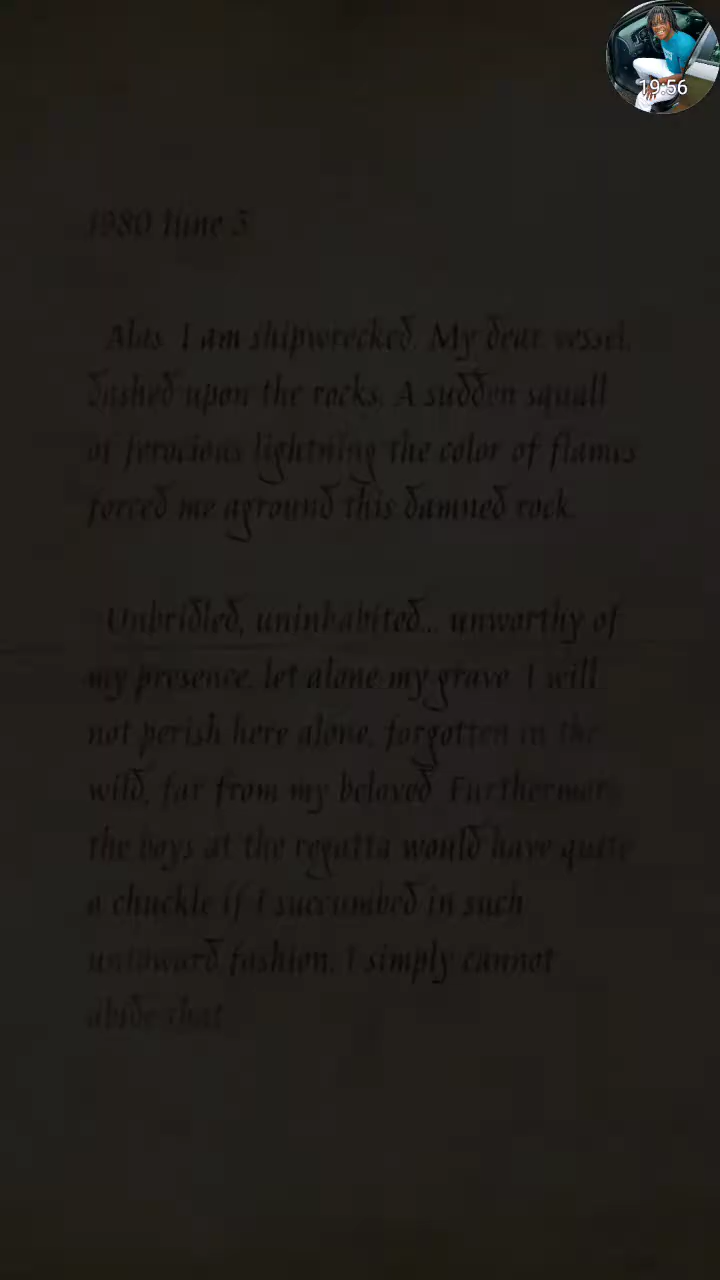 19:56
1980 June 3
Alas, I am shipwrecked. My dear vessel,
dashed upon the rocks. A sudden squall
of ferocious lightning the color of flames
forced me aground this damned rock.
Unbridled, uninhabited... unworthy of
my presence, let alone my grave. I will
not perish here alone, forgotten in the
wild, far from my beloved. Furthermore
the boys at the regatta would have quite
a chuckle if I succumbed in such
untoward fashion. I simply cannot
abide that